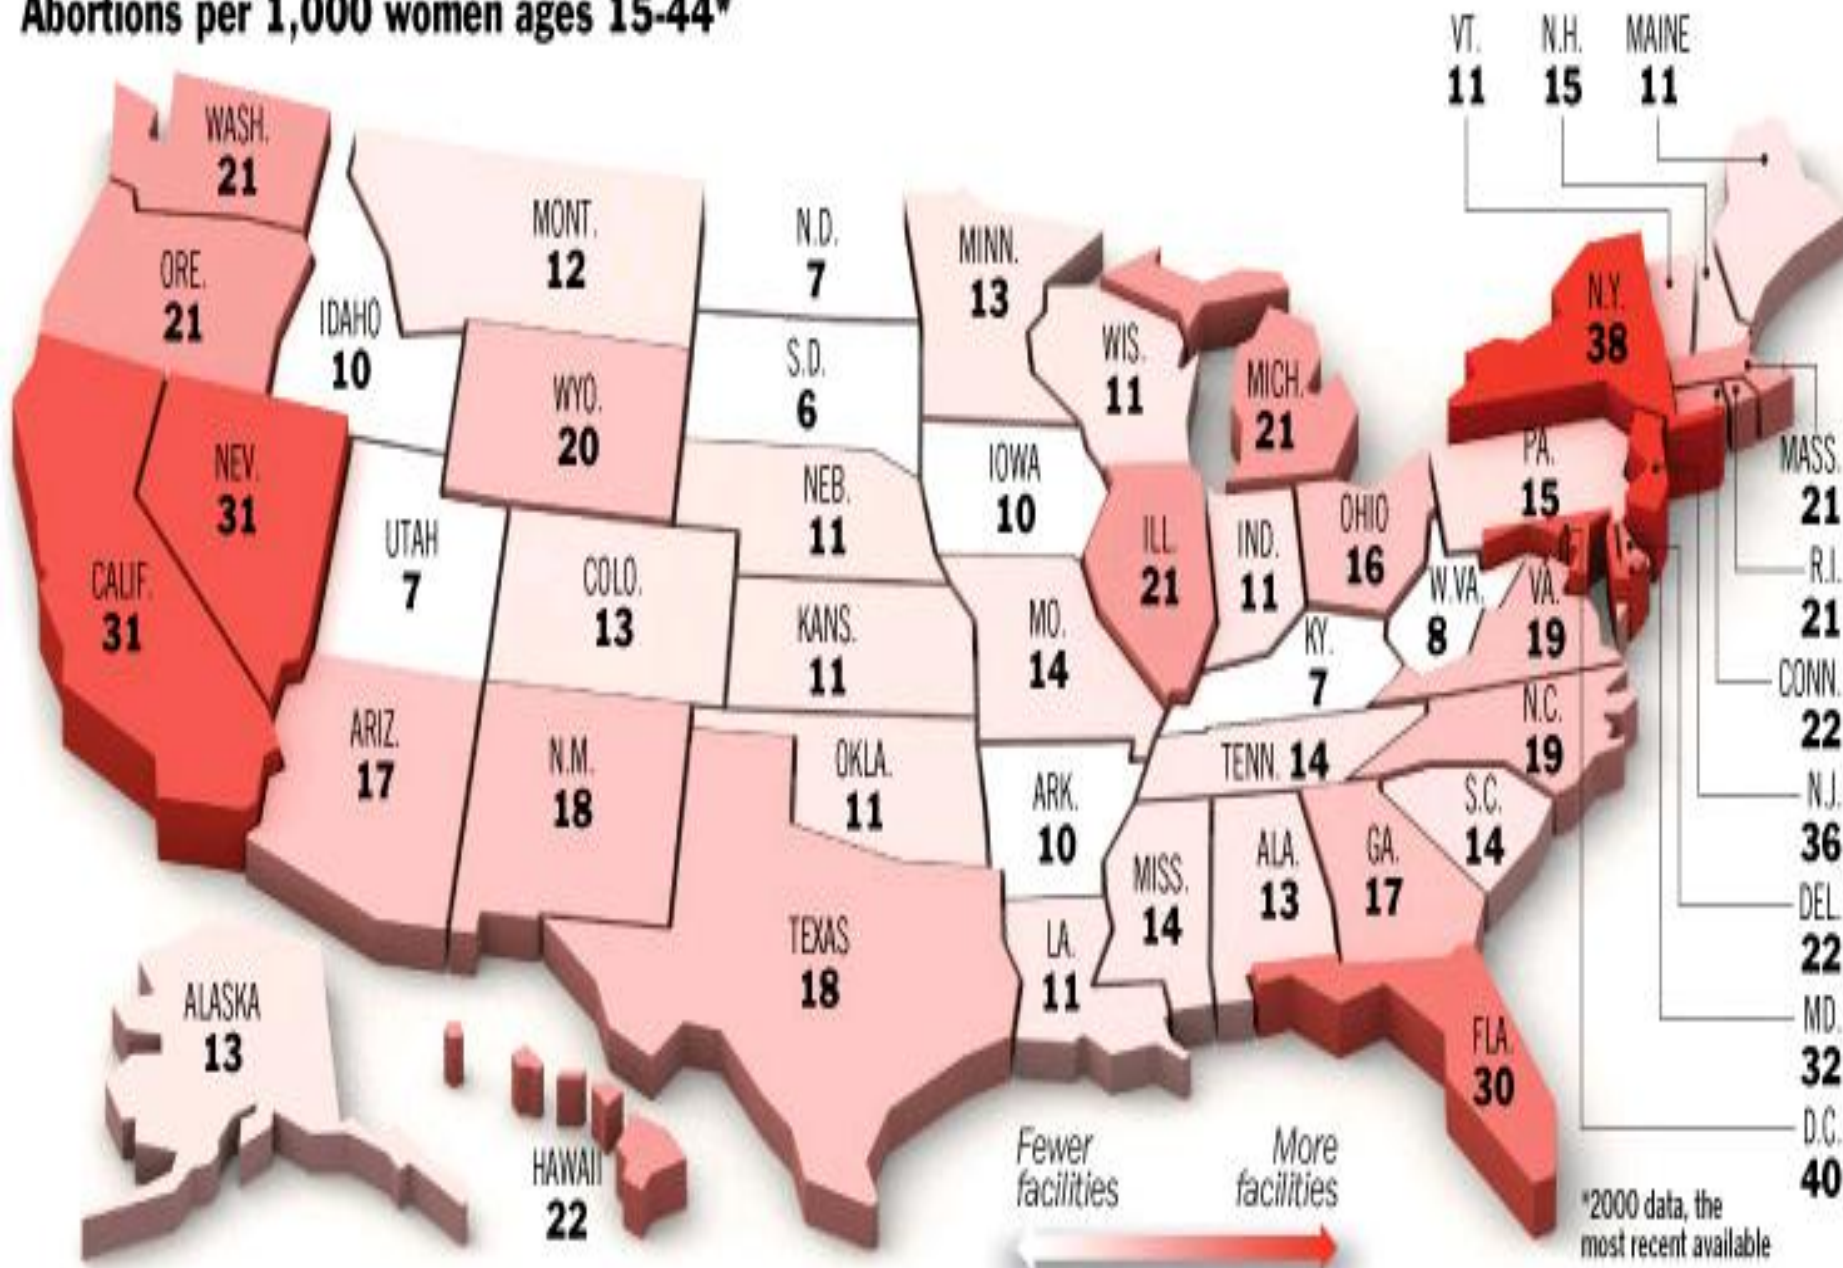 Abortions per 1,000 women ages 15-44*
VT.
11
N.H.
15
MAINE
11
WASH.
21
ORE.
21
IDAHO
10
MONT.
12
N.D.
7
MINN.
13
WIS.
11
MICH.
21
N.Y.
38
CALIF.
31
NEV.
31
UTAH
7
WYO.
20
S.D.
6
NEB.
11
IOWA
10
ILL.
21
IND.
11
OHIO
16
PA.
15
W.VA.
8
VA.
19
COLO.
13
KANS.
11
MO.
14
KY.
7
N.C.
19
ARIZ.
17
N.M.
18
OKLA.
11
ARK.
10
TENN. 14
S.C.
14
TEXAS
18
LA.
11
MISS.
14
ALA.
13
GA.
17
FLA.
30
ALASKA
13
HAWAII
22
MASS.
21
R.I.
21
CONN.
22
N.J.
36
DEL.
22
MD.
32
D.C.
40
Fewer
facilities
More
facilities
*2000 data, the
most recent available